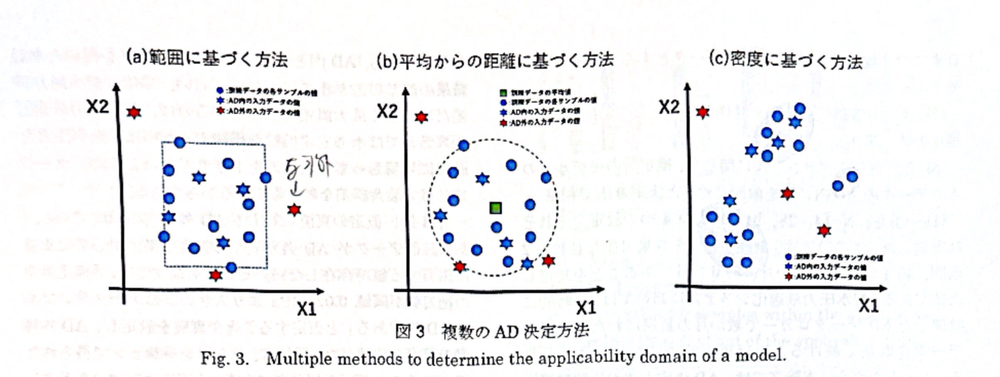 (a)範囲に基づく方法
X2
:訓練データの各サンプルの値
:AD内の入力データの値
:AD外の入力データの値
X1
(b)平均からの距離に基づく方法
X2
:訓練データの平均値
:訓練データの各サンプルの値
:AD内の入力データの値
:AD外の入力データの値
X1
(c)密度に基づく方法
X2
:訓練データの各サンプルの値
:AD内の入力データの値
:AD外の入力データの値
X1
図 3 複数の AD 決定方法
Fig. 3. Multiple methods to determine the applicability domain of a model.